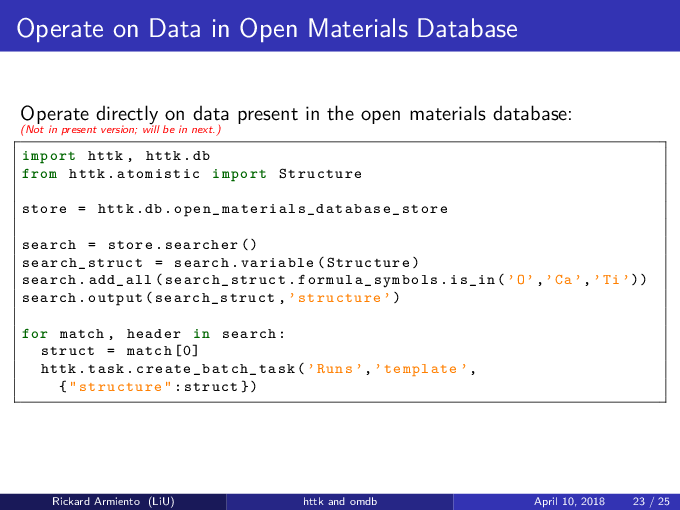 Operate on Data in Open Materials Database
Operate directly on data present in the open materials database:
(Not in present version; will be in next.)
import httk, httk.db
from httk.atomistic import Structure
store = httk.db.open_materials_database_store
search = store.searcher()
search_struct = search.variable(Structure)
search.add_all(search_struct.formula_symbols.is_in('O','Ca','Ti'))
search.output(search_struct,'structure')
for match, header in search:
  struct = match[0]
  httk.task.create_batch_task('Runs','template',
    {"structure":struct})
Rickard Armiento (LiU) httk and omdb April 10, 2018 23 / 25